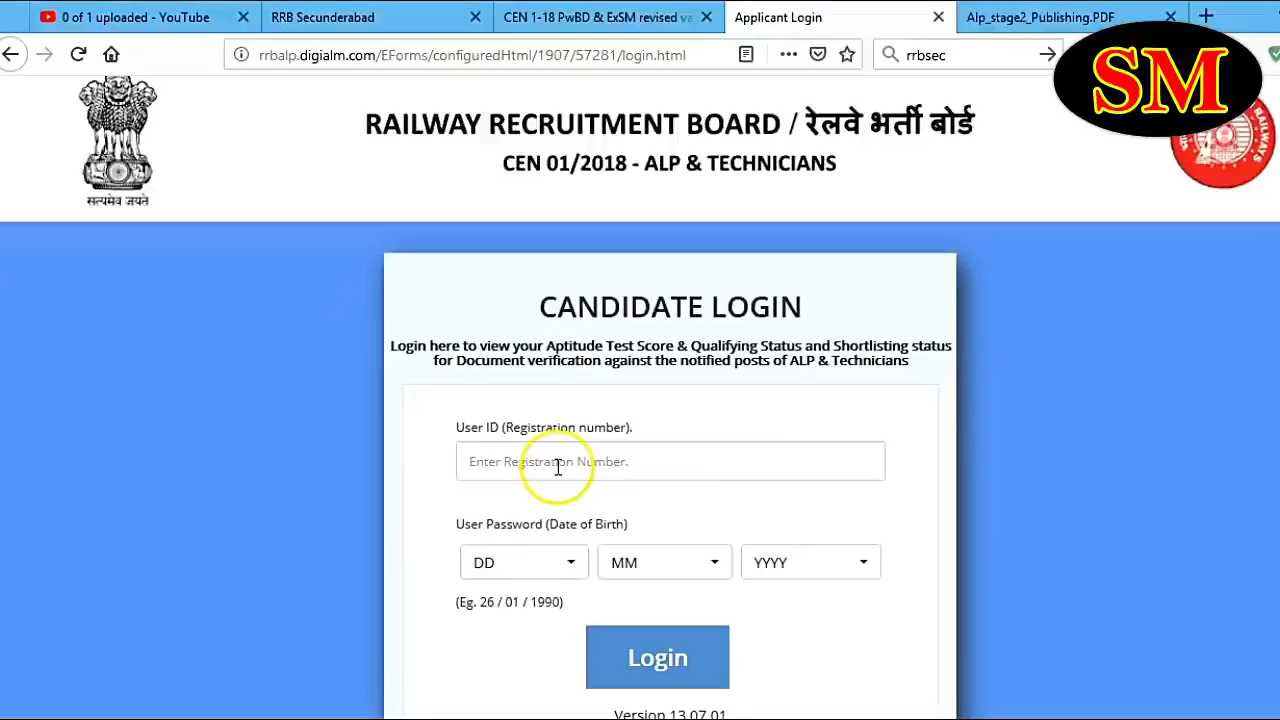 0 of 1 uploaded - YouTube
RRB Secunderabad
CEN 1-18 PwBD & ExSM revised va
Applicant Login
Alp_stage2_Publishing.PDF
rrbalp.digialm.com/EForms/configuredHtml/1907/57281/login.html
rrbsec
SM
सत्यमेव जयते
RAILWAY RECRUITMENT BOARD / रेलवे भर्ती बोर्ड
CEN 01/2018 - ALP & TECHNICIANS
CANDIDATE LOGIN
Login here to view your Aptitude Test Score & Qualifying Status and Shortlisting status
for Document verification against the notified posts of ALP & Technicians
User ID (Registration number).
Enter Registration Number.
User Password (Date of Birth)
DD
MM
YYYY
(Eg. 26 / 01 / 1990)
Login
Version 13.07.01